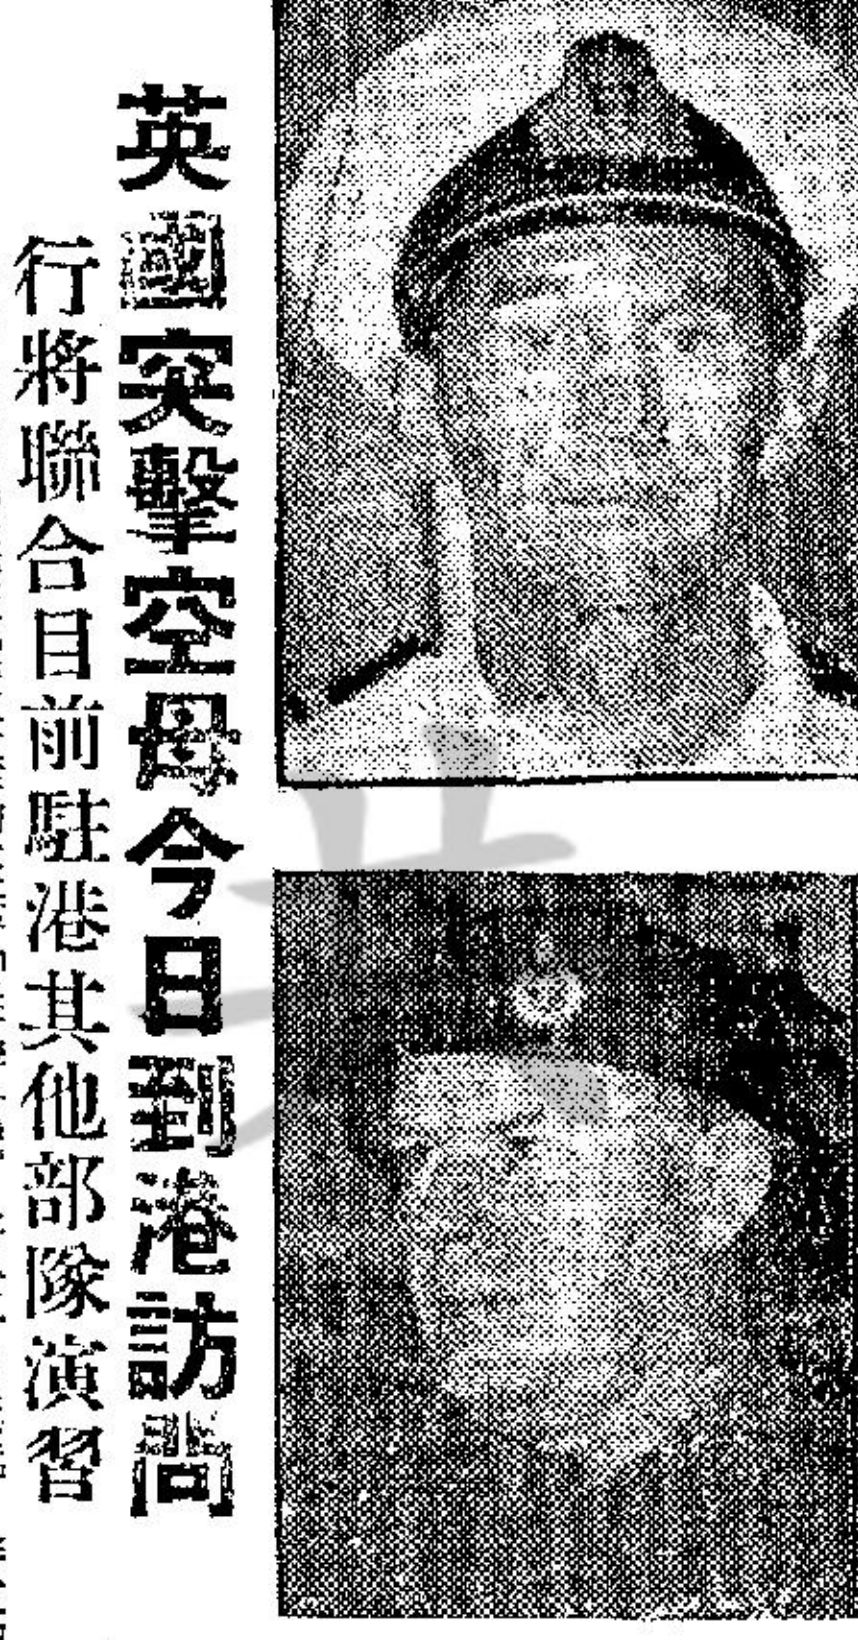 英國突擊空母今日到港訪尚
行將聯合目前駐港其他部隊演習